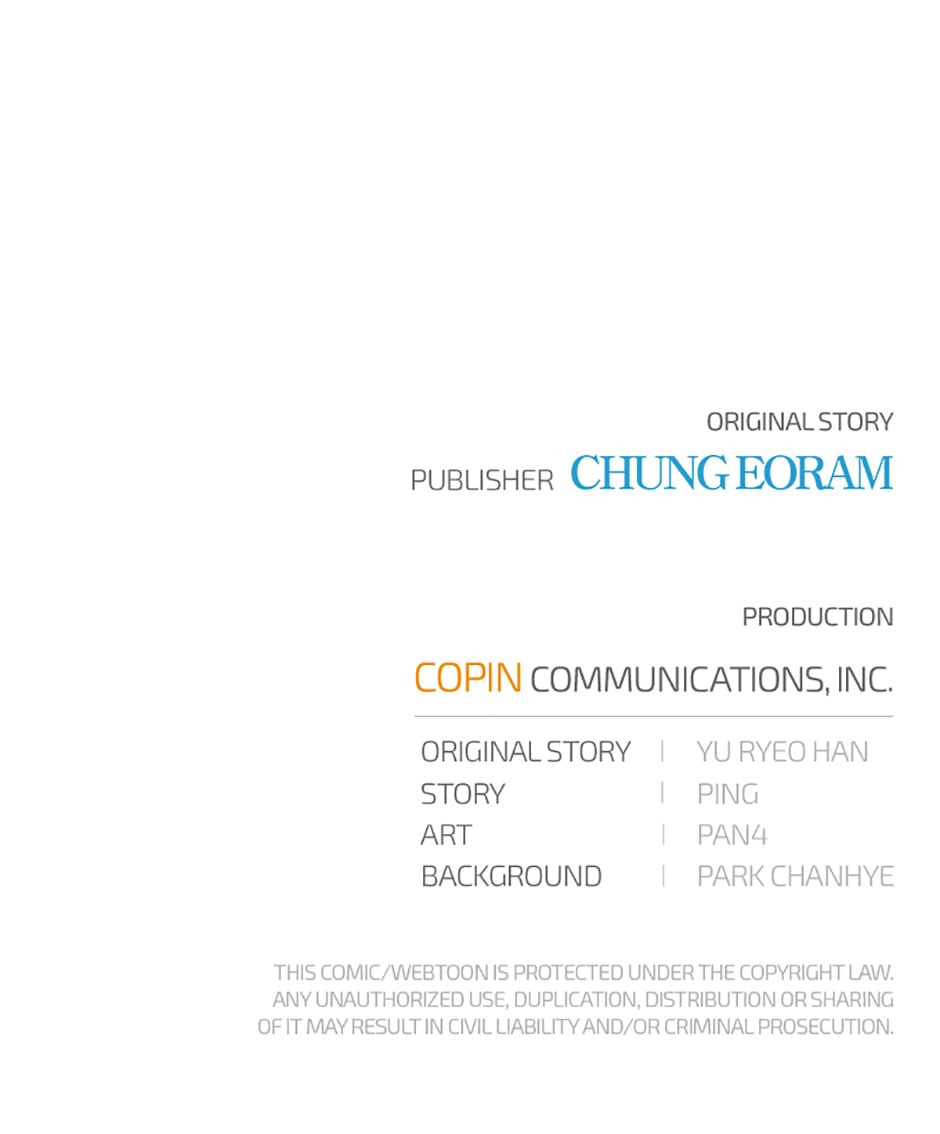 ORIGINAL STORY
PUBLISHER CHUNG EORAM
PRODUCTION
COPIN COMMUNICATIONS, INC.
ORIGINAL STORY | YU RYEO HAN
STORY | PING
ART | PAN4
BACKGROUND | PARK CHANHYE
THIS COMIC/WEBTOON IS PROTECTED UNDER THE COPYRIGHT LAW.
ANY UNAUTHORIZED USE, DUPLICATION, DISTRIBUTION OR SHARING
OF IT MAY RESULT IN CIVIL LIABILITY AND/OR CRIMINAL PROSECUTION.